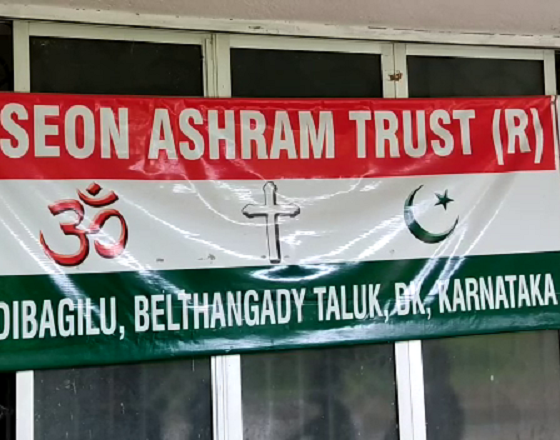 SEON ASHRAM TRUST (R)
DIBAGILU, BELTHANGADY TALUK, DK, KARNATAKA